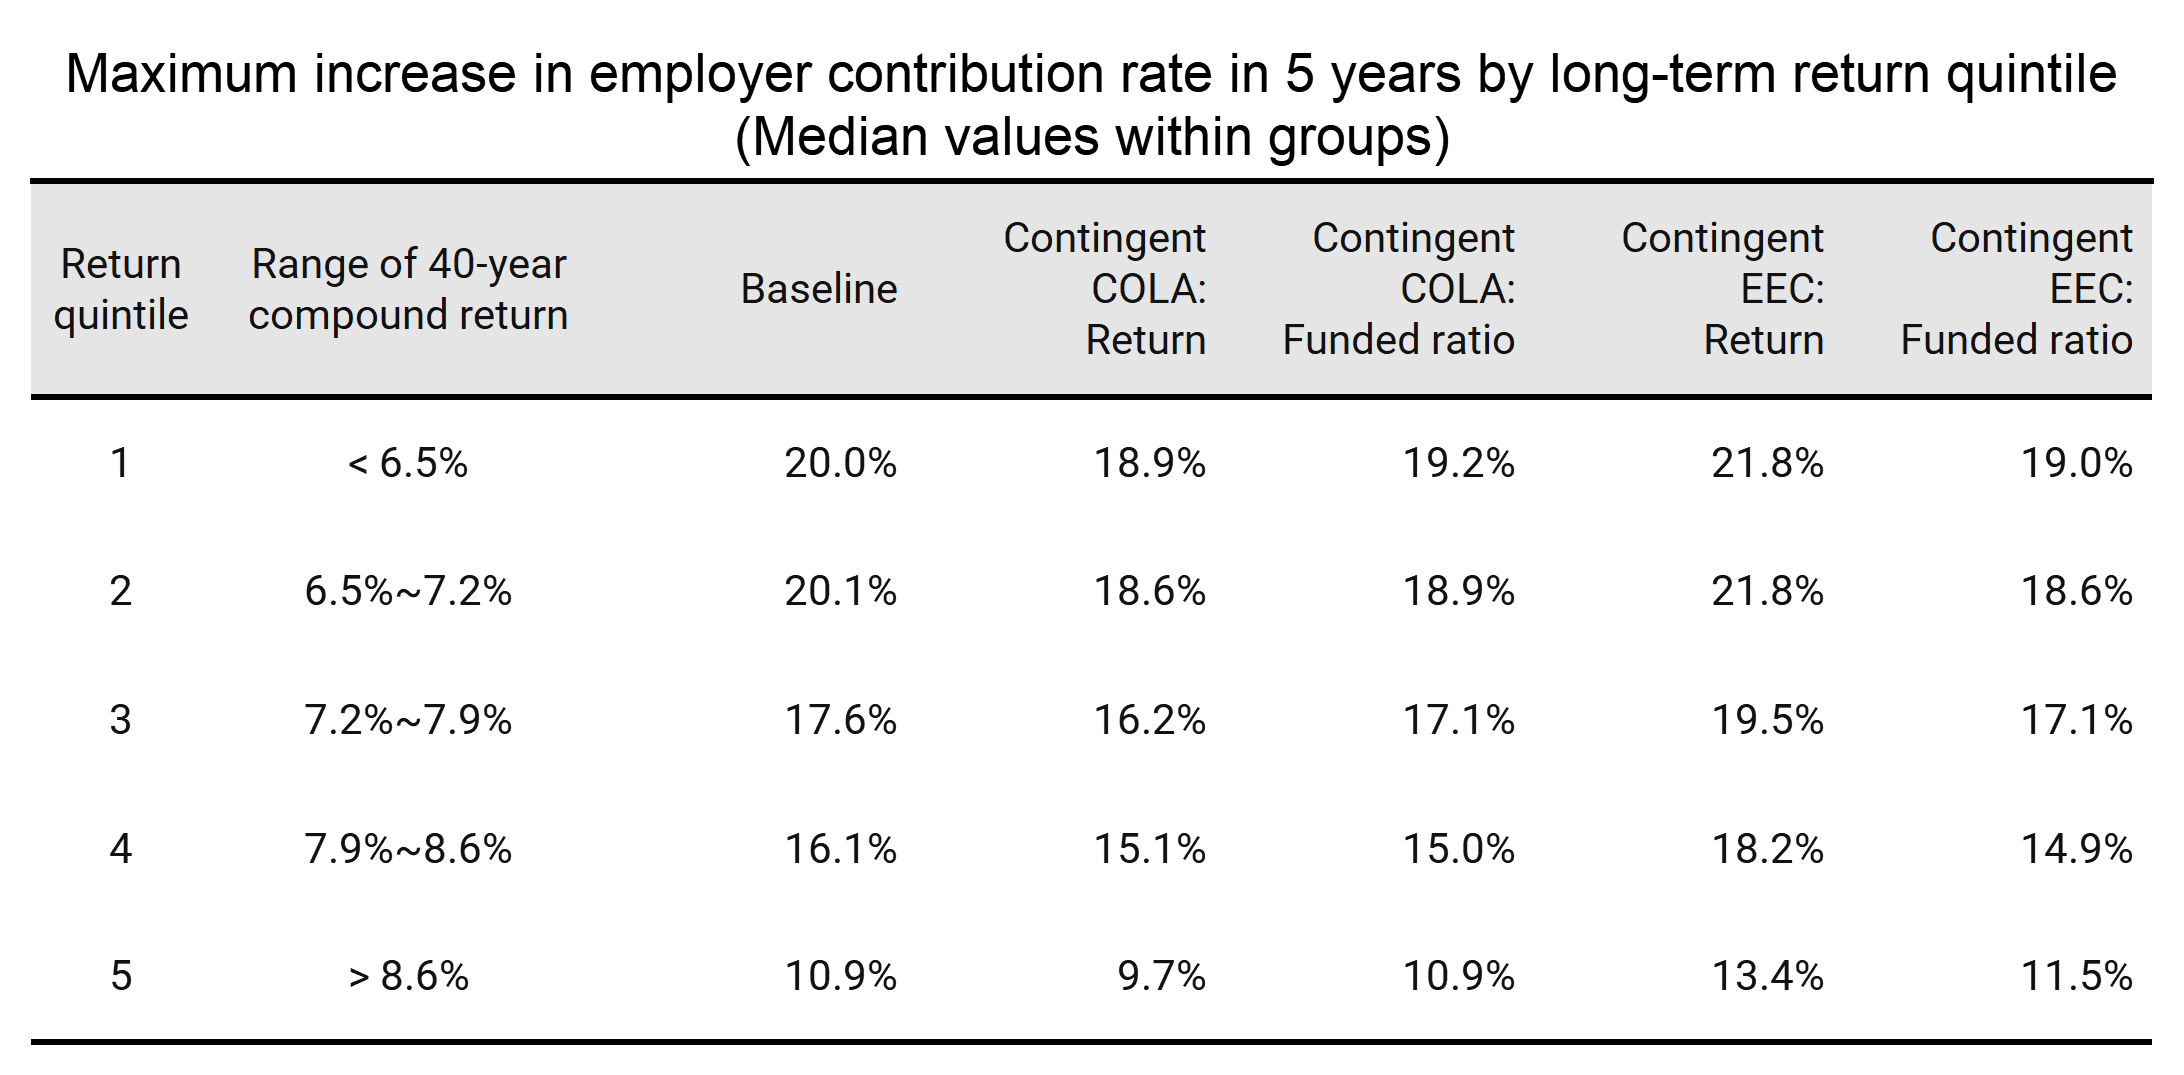 Maximum increase in employer contribution rate in 5 years by long-term return quintile
(Median values within groups)
Return quintile Range of 40-year compound return Baseline Contingent COLA: Return Contingent COLA: Funded ratio Contingent EEC: Return Contingent EEC: Funded ratio
1 < 6.5% 20.0% 18.9% 19.2% 21.8% 19.0%
2 6.5%~7.2% 20.1% 18.6% 18.9% 21.8% 18.6%
3 7.2%~7.9% 17.6% 16.2% 17.1% 19.5% 17.1%
4 7.9%~8.6% 16.1% 15.1% 15.0% 18.2% 14.9%
5 > 8.6% 10.9% 9.7% 10.9% 13.4% 11.5%